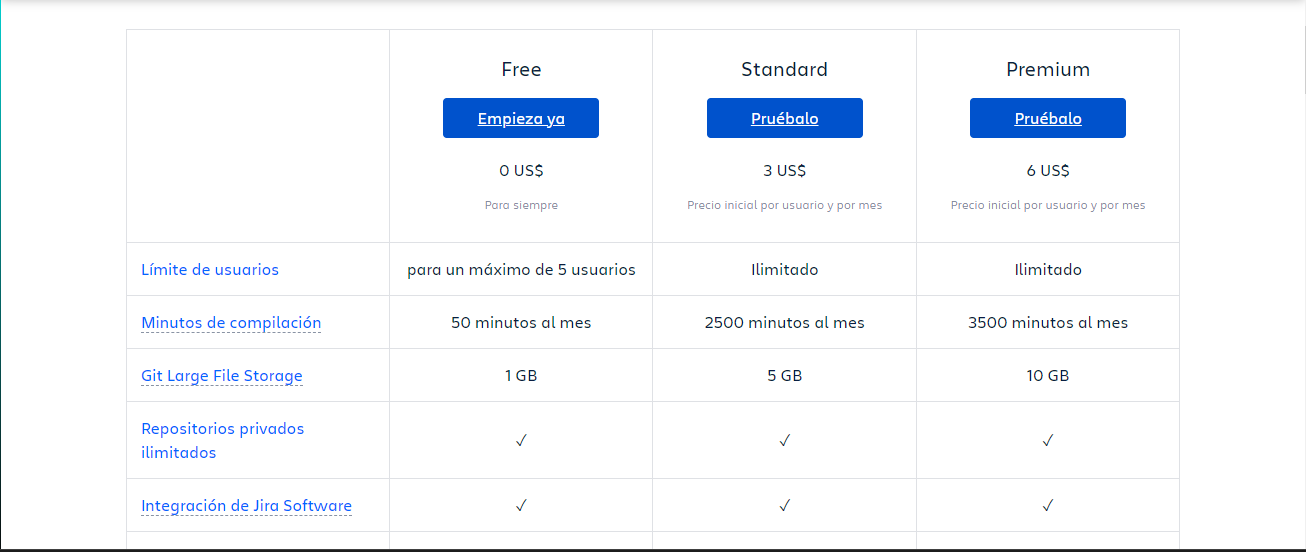 Free Standard Premium
Empieza ya Pruébalo Pruébalo
0 US$ 3 US$ 6 US$
Para siempre Precio inicial por usuario y por mes Precio inicial por usuario y por mes
Límite de usuarios para un máximo de 5 usuarios Ilimitado Ilimitado
Minutos de compilación 50 minutos al mes 2500 minutos al mes 3500 minutos al mes
Git Large File Storage 1 GB 5 GB 10 GB
Repositorios privados
ilimitados ✓ ✓ ✓
Integración de Jira Software ✓ ✓ ✓